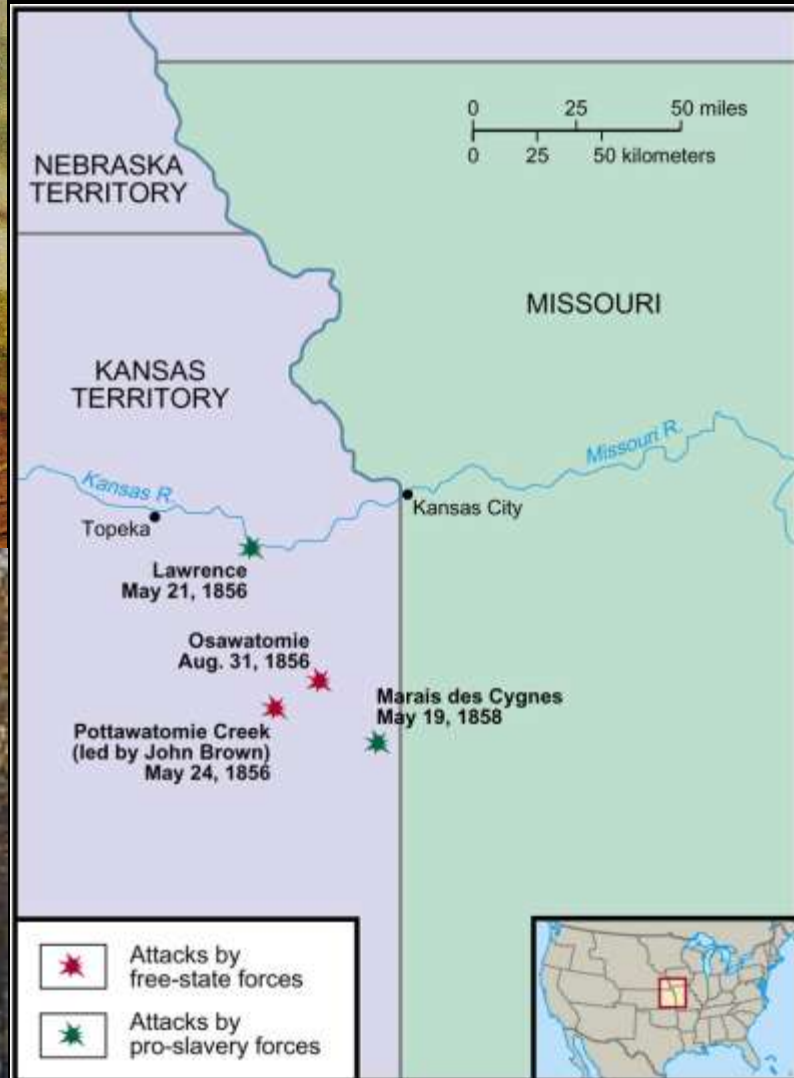 0 25 50 miles
0 25 50 kilometers
NEBRASKA
TERRITORY
MISSOURI
KANSAS
TERRITORY
Missouri R.
Kansas R.
Kansas City
Topeka
Lawrence
May 21, 1856
Osawatomie
Aug. 31, 1856
Marais des Cygnes
May 19, 1858
Pottawatomie Creek
(led by John Brown)
May 24, 1856
Attacks by
free-state forces
Attacks by
pro-slavery forces